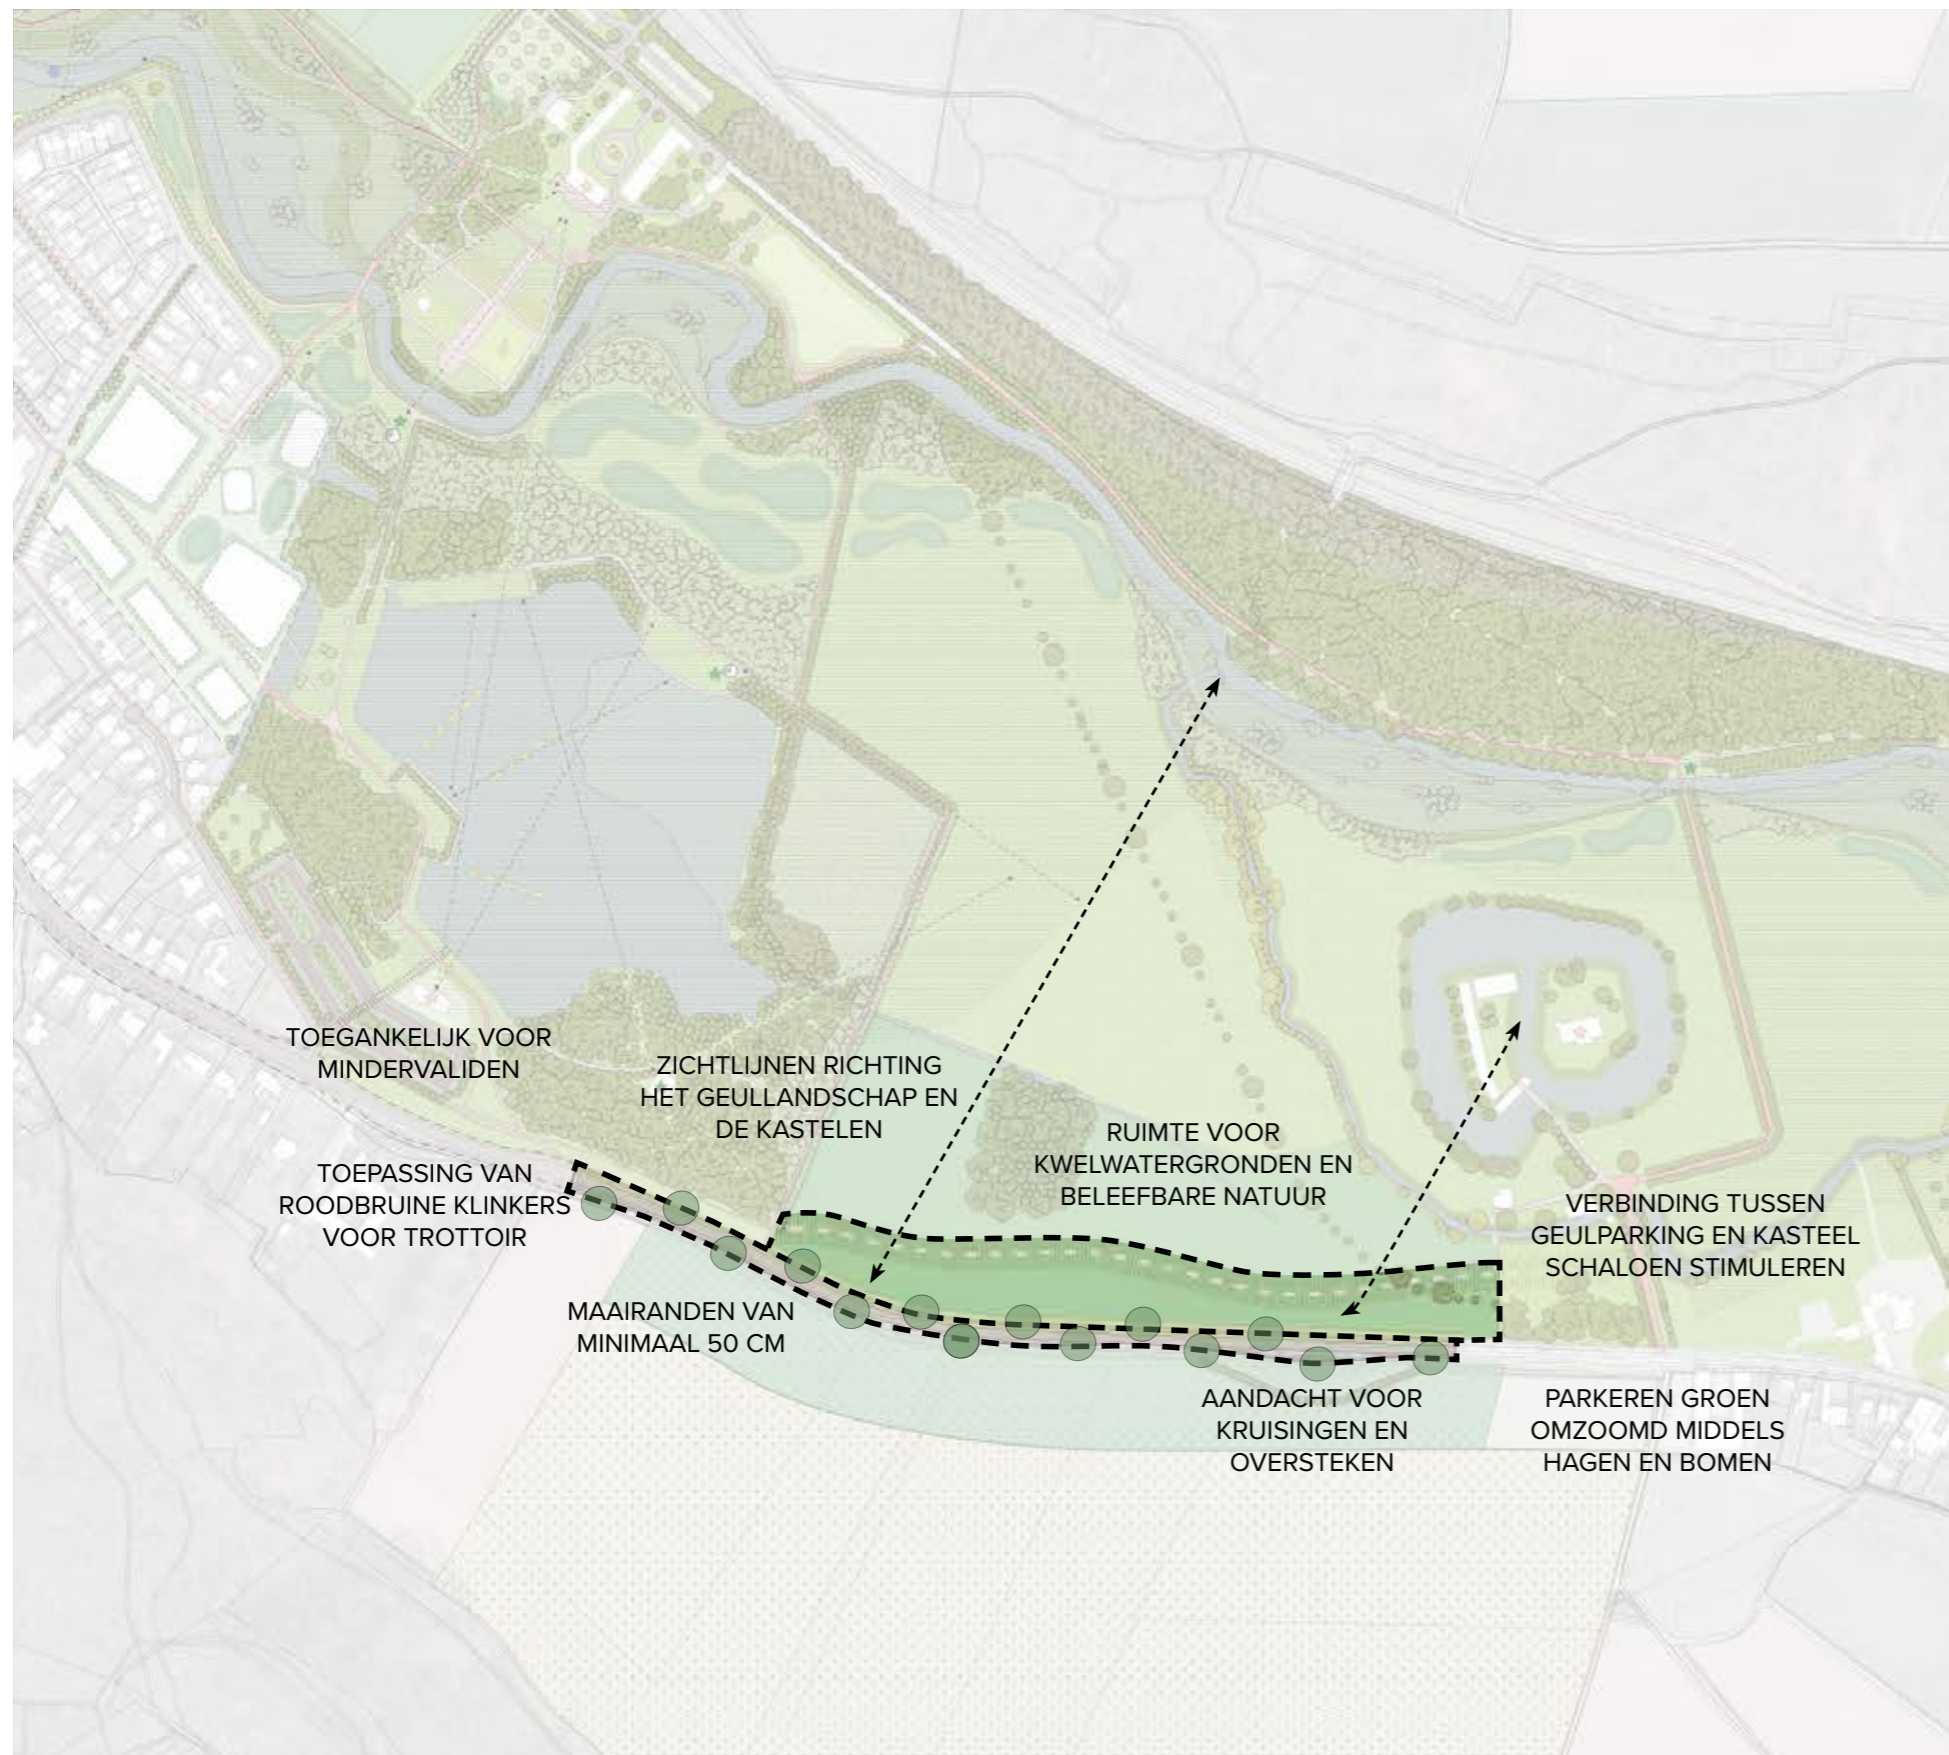 TOEGANKELIJK VOOR
MINDERVALIDEN
ZICHTLIJNEN RICHTING
HET GEULLANDSCHAP EN
DE KASTELEN
RUIMTE VOOR
KWELWATERGRONDEN EN
BELEEFBARE NATUUR
TOEPASSING VAN
ROODBRUINE KLINKERS
VOOR TROTTOIR
VERBINDING TUSSEN
GEULPARKING EN KASTEEL
SCHALOEN STIMULEREN
MAAIRANDEN VAN
MINIMAAL 50 CM
AANDACHT VOOR
KRUISINGEN EN
OVERSTEKEN
PARKEREN GROEN
OMZOOMD MIDDELS
HAGEN EN BOMEN